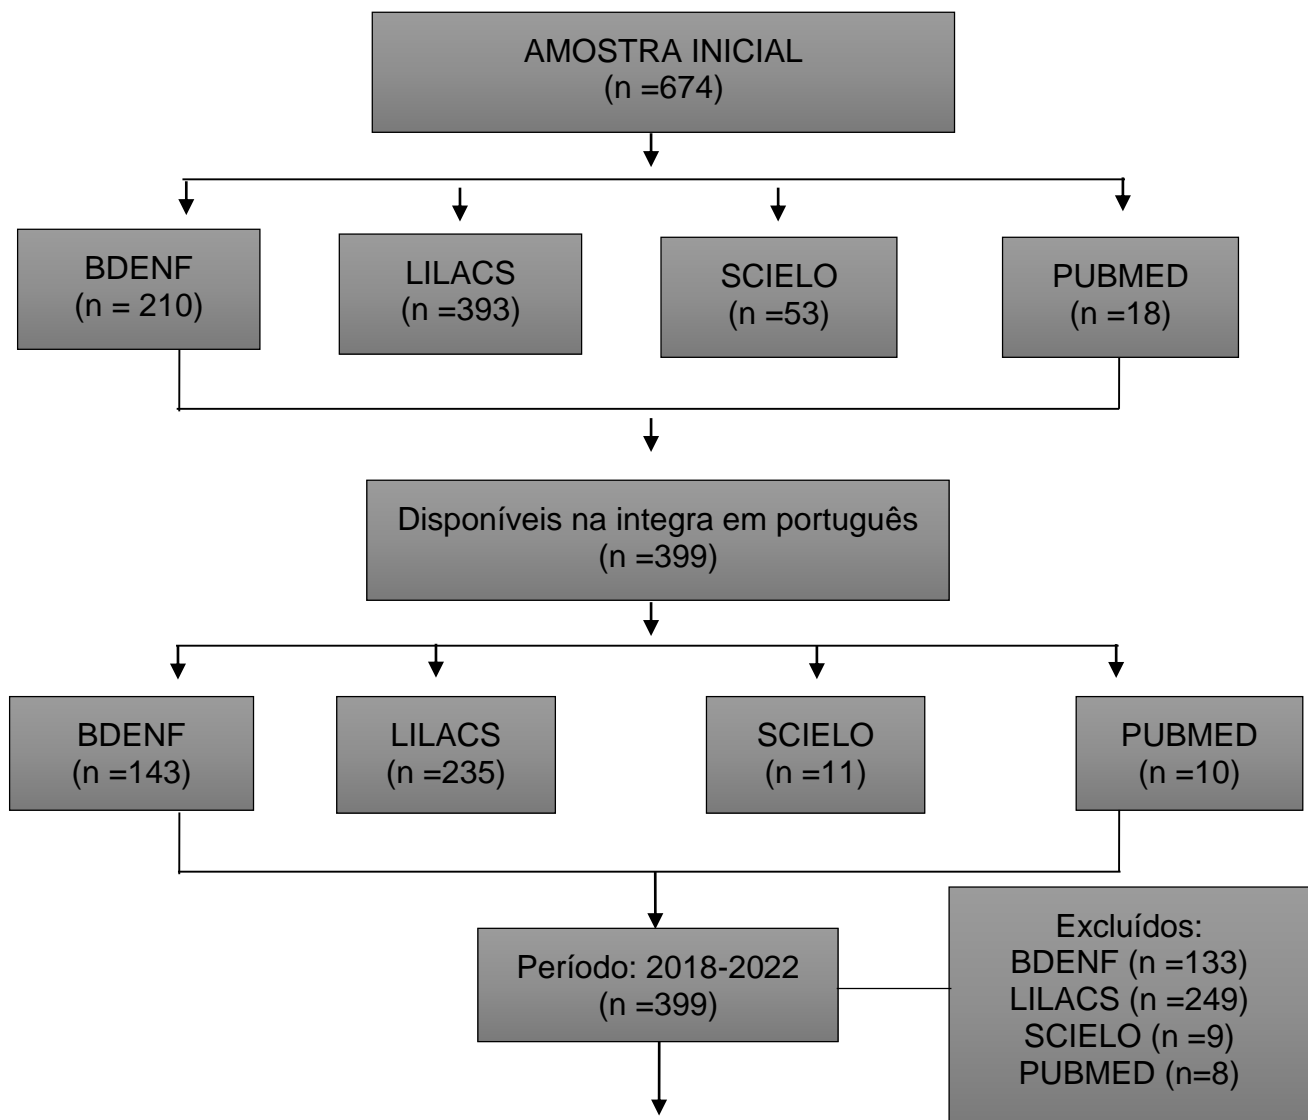 AMOSTRA INICIAL
(n =674)
BDENF
(n = 210)
LILACS
(n =393)
SCIELO
(n =53)
PUBMED
(n =18)
Disponíveis na integra em português
(n =399)
BDENF
(n =143)
LILACS
(n =235)
SCIELO
(n =11)
PUBMED
(n =10)
Período: 2018-2022
(n =399)
Excluídos:
BDENF (n =133)
LILACS (n =249)
SCIELO (n =9)
PUBMED (n=8)